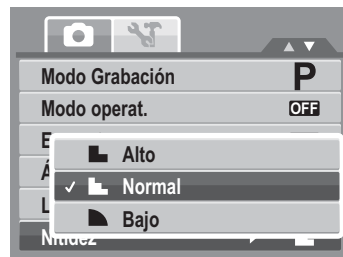 Modo Grabación P
Modo operat. OFF
E
Á
L
Alto
Normal
Bajo
Nitidez